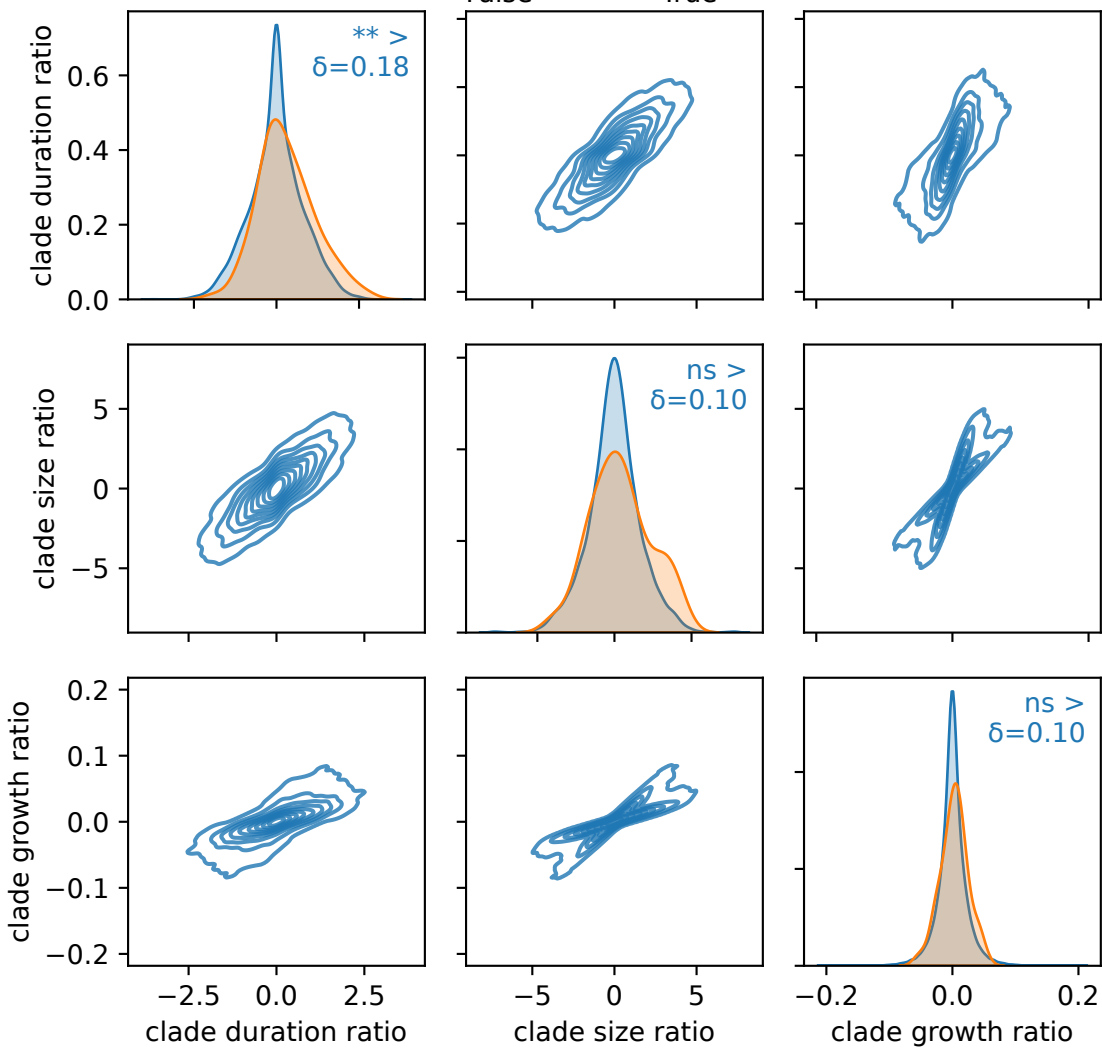 False True
clade duration ratio
0.6
0.4
0.2
0.0
** >
δ=0.18
clade size ratio
5
0
−5
ns >
δ=0.10
clade growth ratio
0.2
0.1
0.0
−0.1
−0.2
ns >
δ=0.10
−2.5 0.0 2.5
−5 0 5
−0.2 0.0 0.2
clade duration ratio
clade size ratio
clade growth ratio